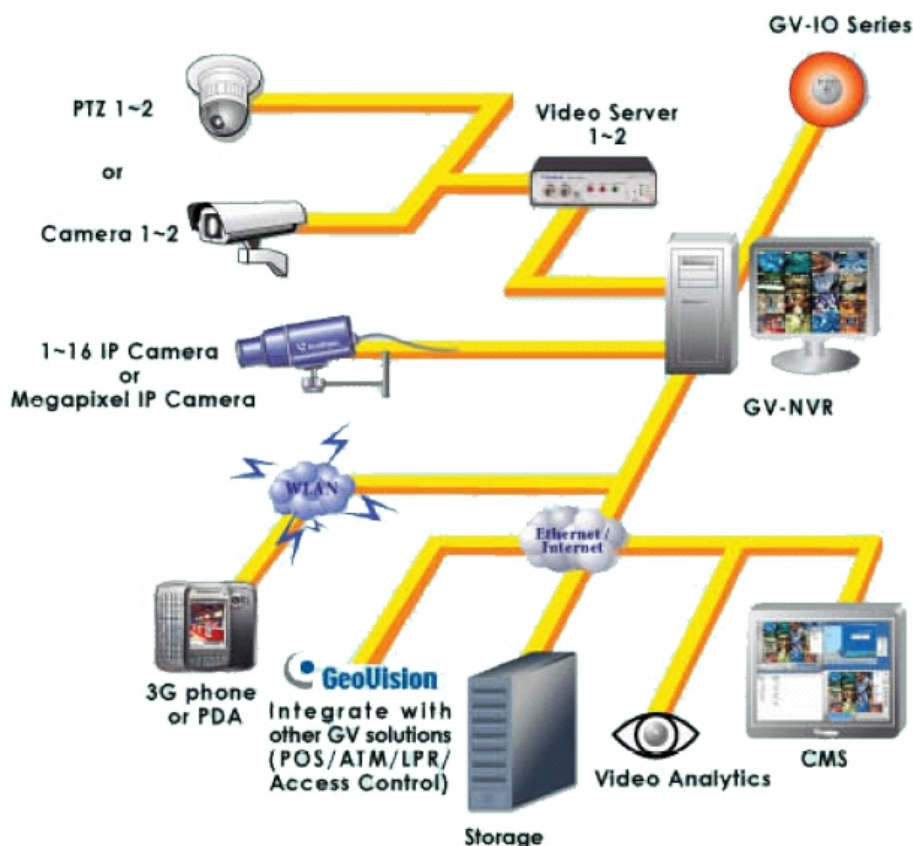 GV-IO Series
PTZ 1~2
Video Server
1~2
or
Camera 1~2
1~16 IP Camera
or
Megapixel IP Camera
GV-NVR
WLAN
Ethernet /
Internet
3G phone
or PDA
GeoVision
Integrate with
other GV solutions
(POS/ATM/LPR/
Access Control)
Storage
Video Analytics
CMS